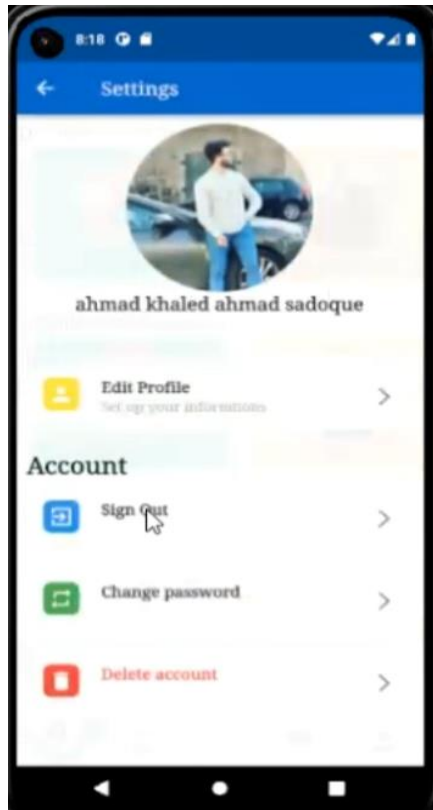 8:18
Settings
ahmad khaled ahmad sadoque
Edit Profile
Set up your informations
Account
Sign Out
Change password
Delete account